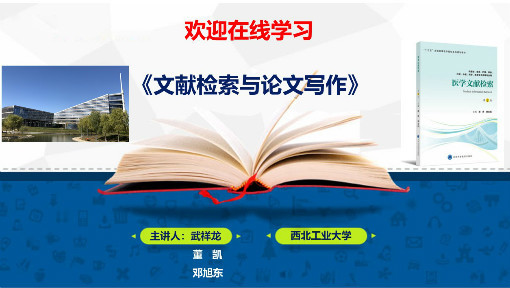 欢迎在线学习
《文献检索与论文写作》
医学文献检索
主讲人：武祥龙
西北工业大学
董 凯
邓旭东